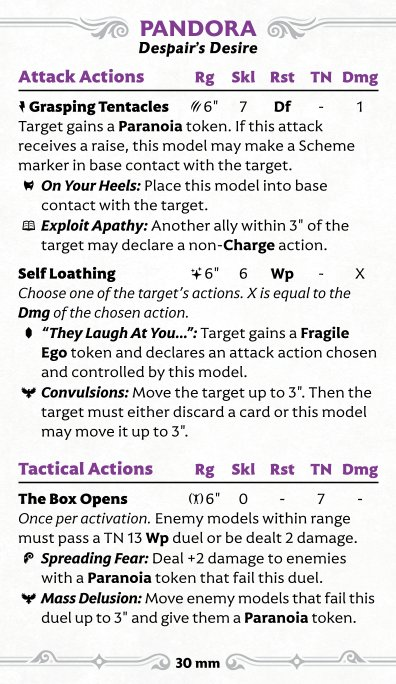 PANDORA
Despair's Desire
Attack Actions Rg Skl Rst TN Dmg
Grasping Tentacles 6" 7 Df - 1
Target gains a Paranoia token. If this attack
receives a raise, this model may make a Scheme
marker in base contact with the target.
On Your Heels: Place this model into base
contact with the target.
Exploit Apathy: Another ally within 3" of the
target may declare a non-Charge action.
Self Loathing 6" 6 Wp - X
Choose one of the target's actions. X is equal to the
Dmg of the chosen action.
"They Laugh At You...": Target gains a Fragile
Ego token and declares an attack action chosen
and controlled by this model.
Convulsions: Move the target up to 3". Then the
target must either discard a card or this model
may move it up to 3".
Tactical Actions Rg Skl Rst TN Dmg
The Box Opens 6" 0 - 7 -
Once per activation. Enemy models within range
must pass a TN 13 Wp duel or be dealt 2 damage.
Spreading Fear: Deal +2 damage to enemies
with a Paranoia token that fail this duel.
Mass Delusion: Move enemy models that fail this
duel up to 3" and give them a Paranoia token.
30 mm